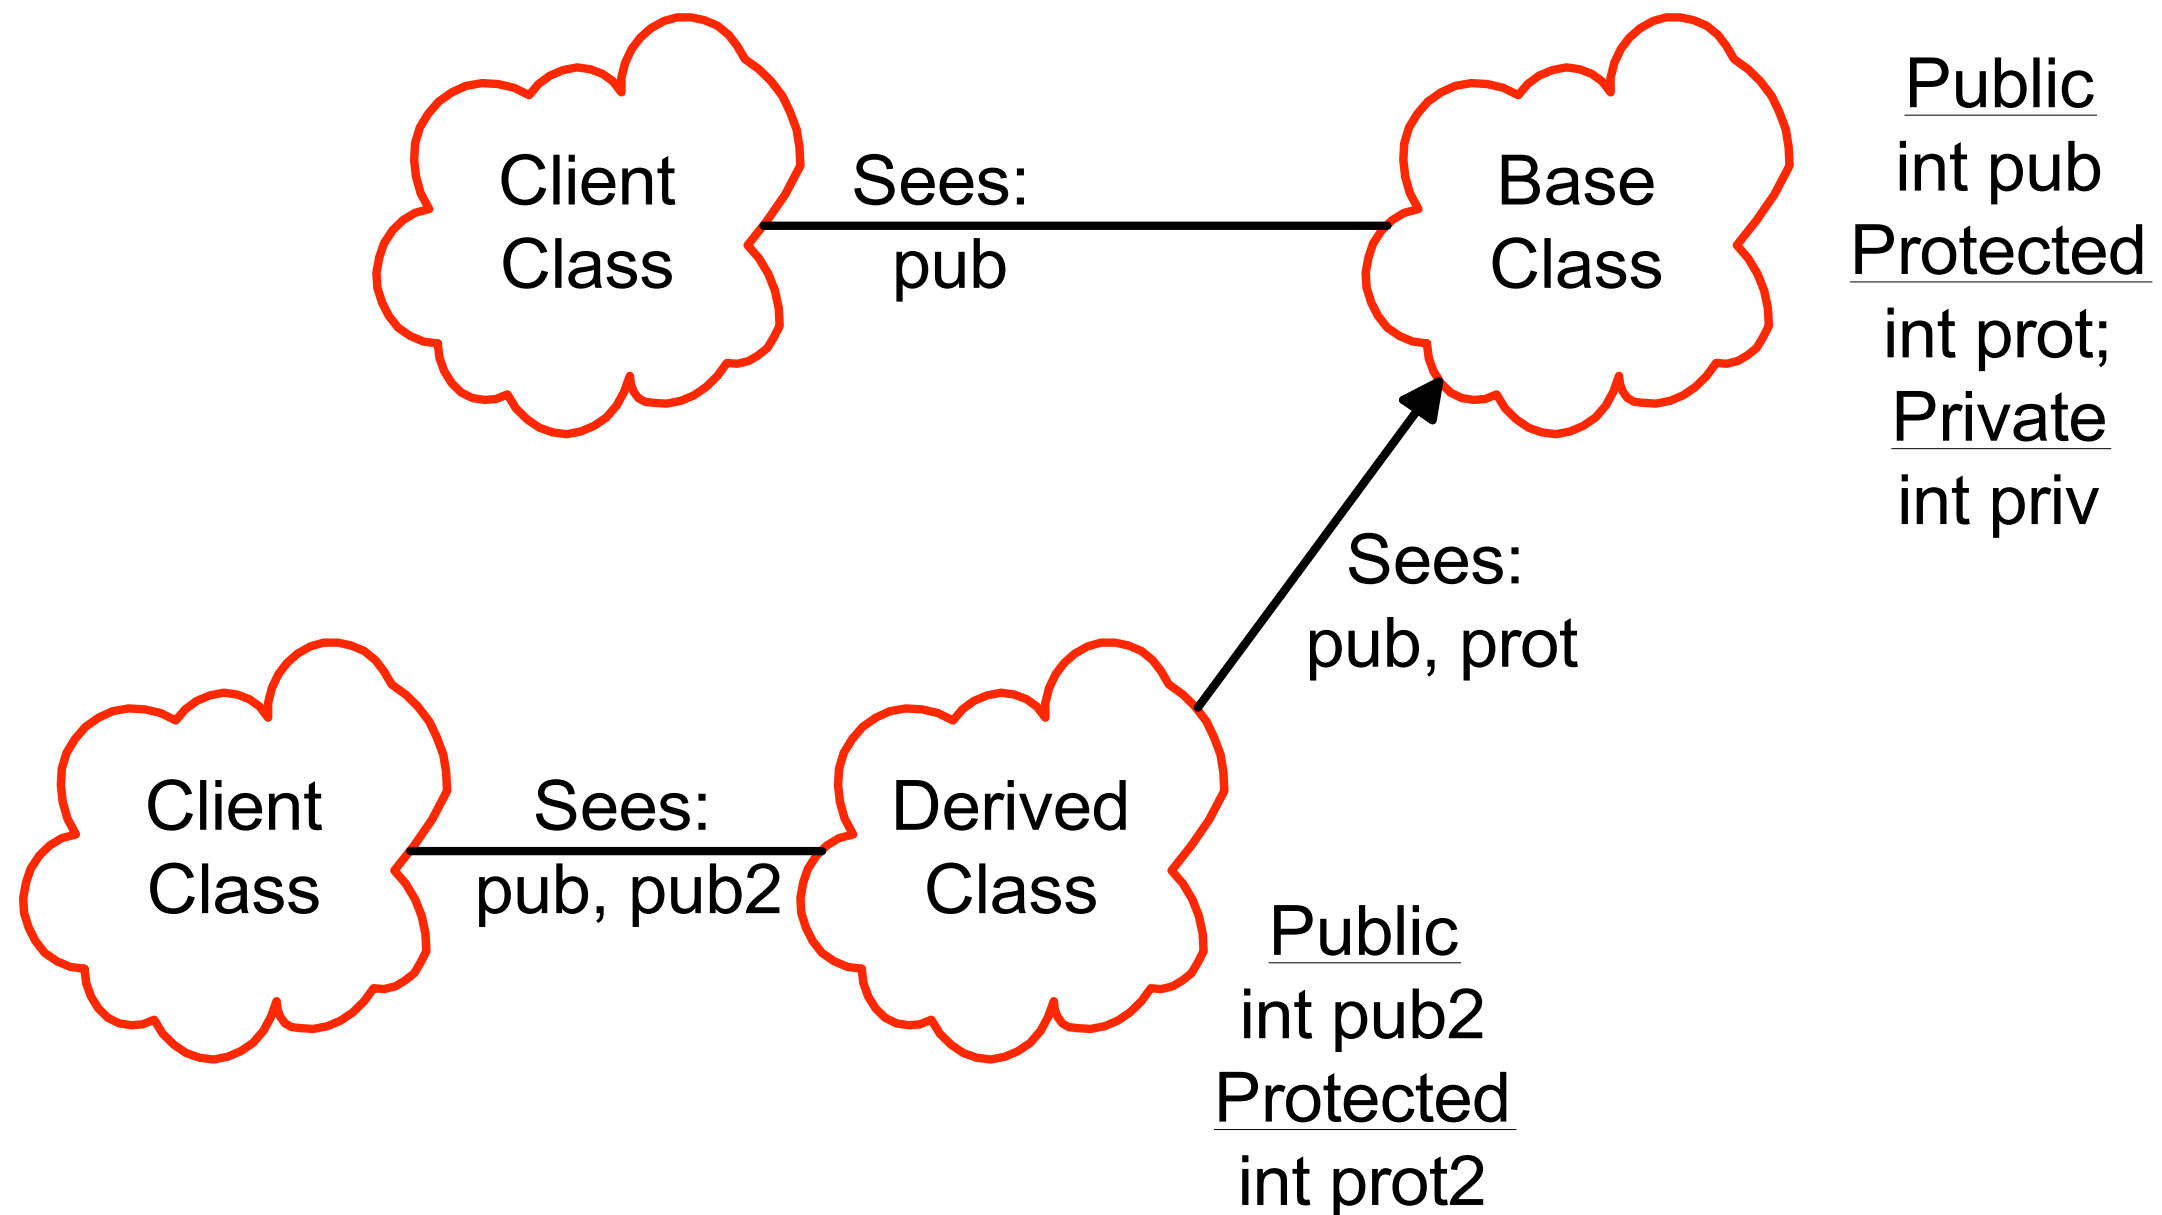 Client
Class
Sees:
pub
Base
Class
Public
int pub
Protected
int prot;
Private
int priv
Sees:
pub, prot
Client
Class
Sees:
pub, pub2
Derived
Class
Public
int pub2
Protected
int prot2